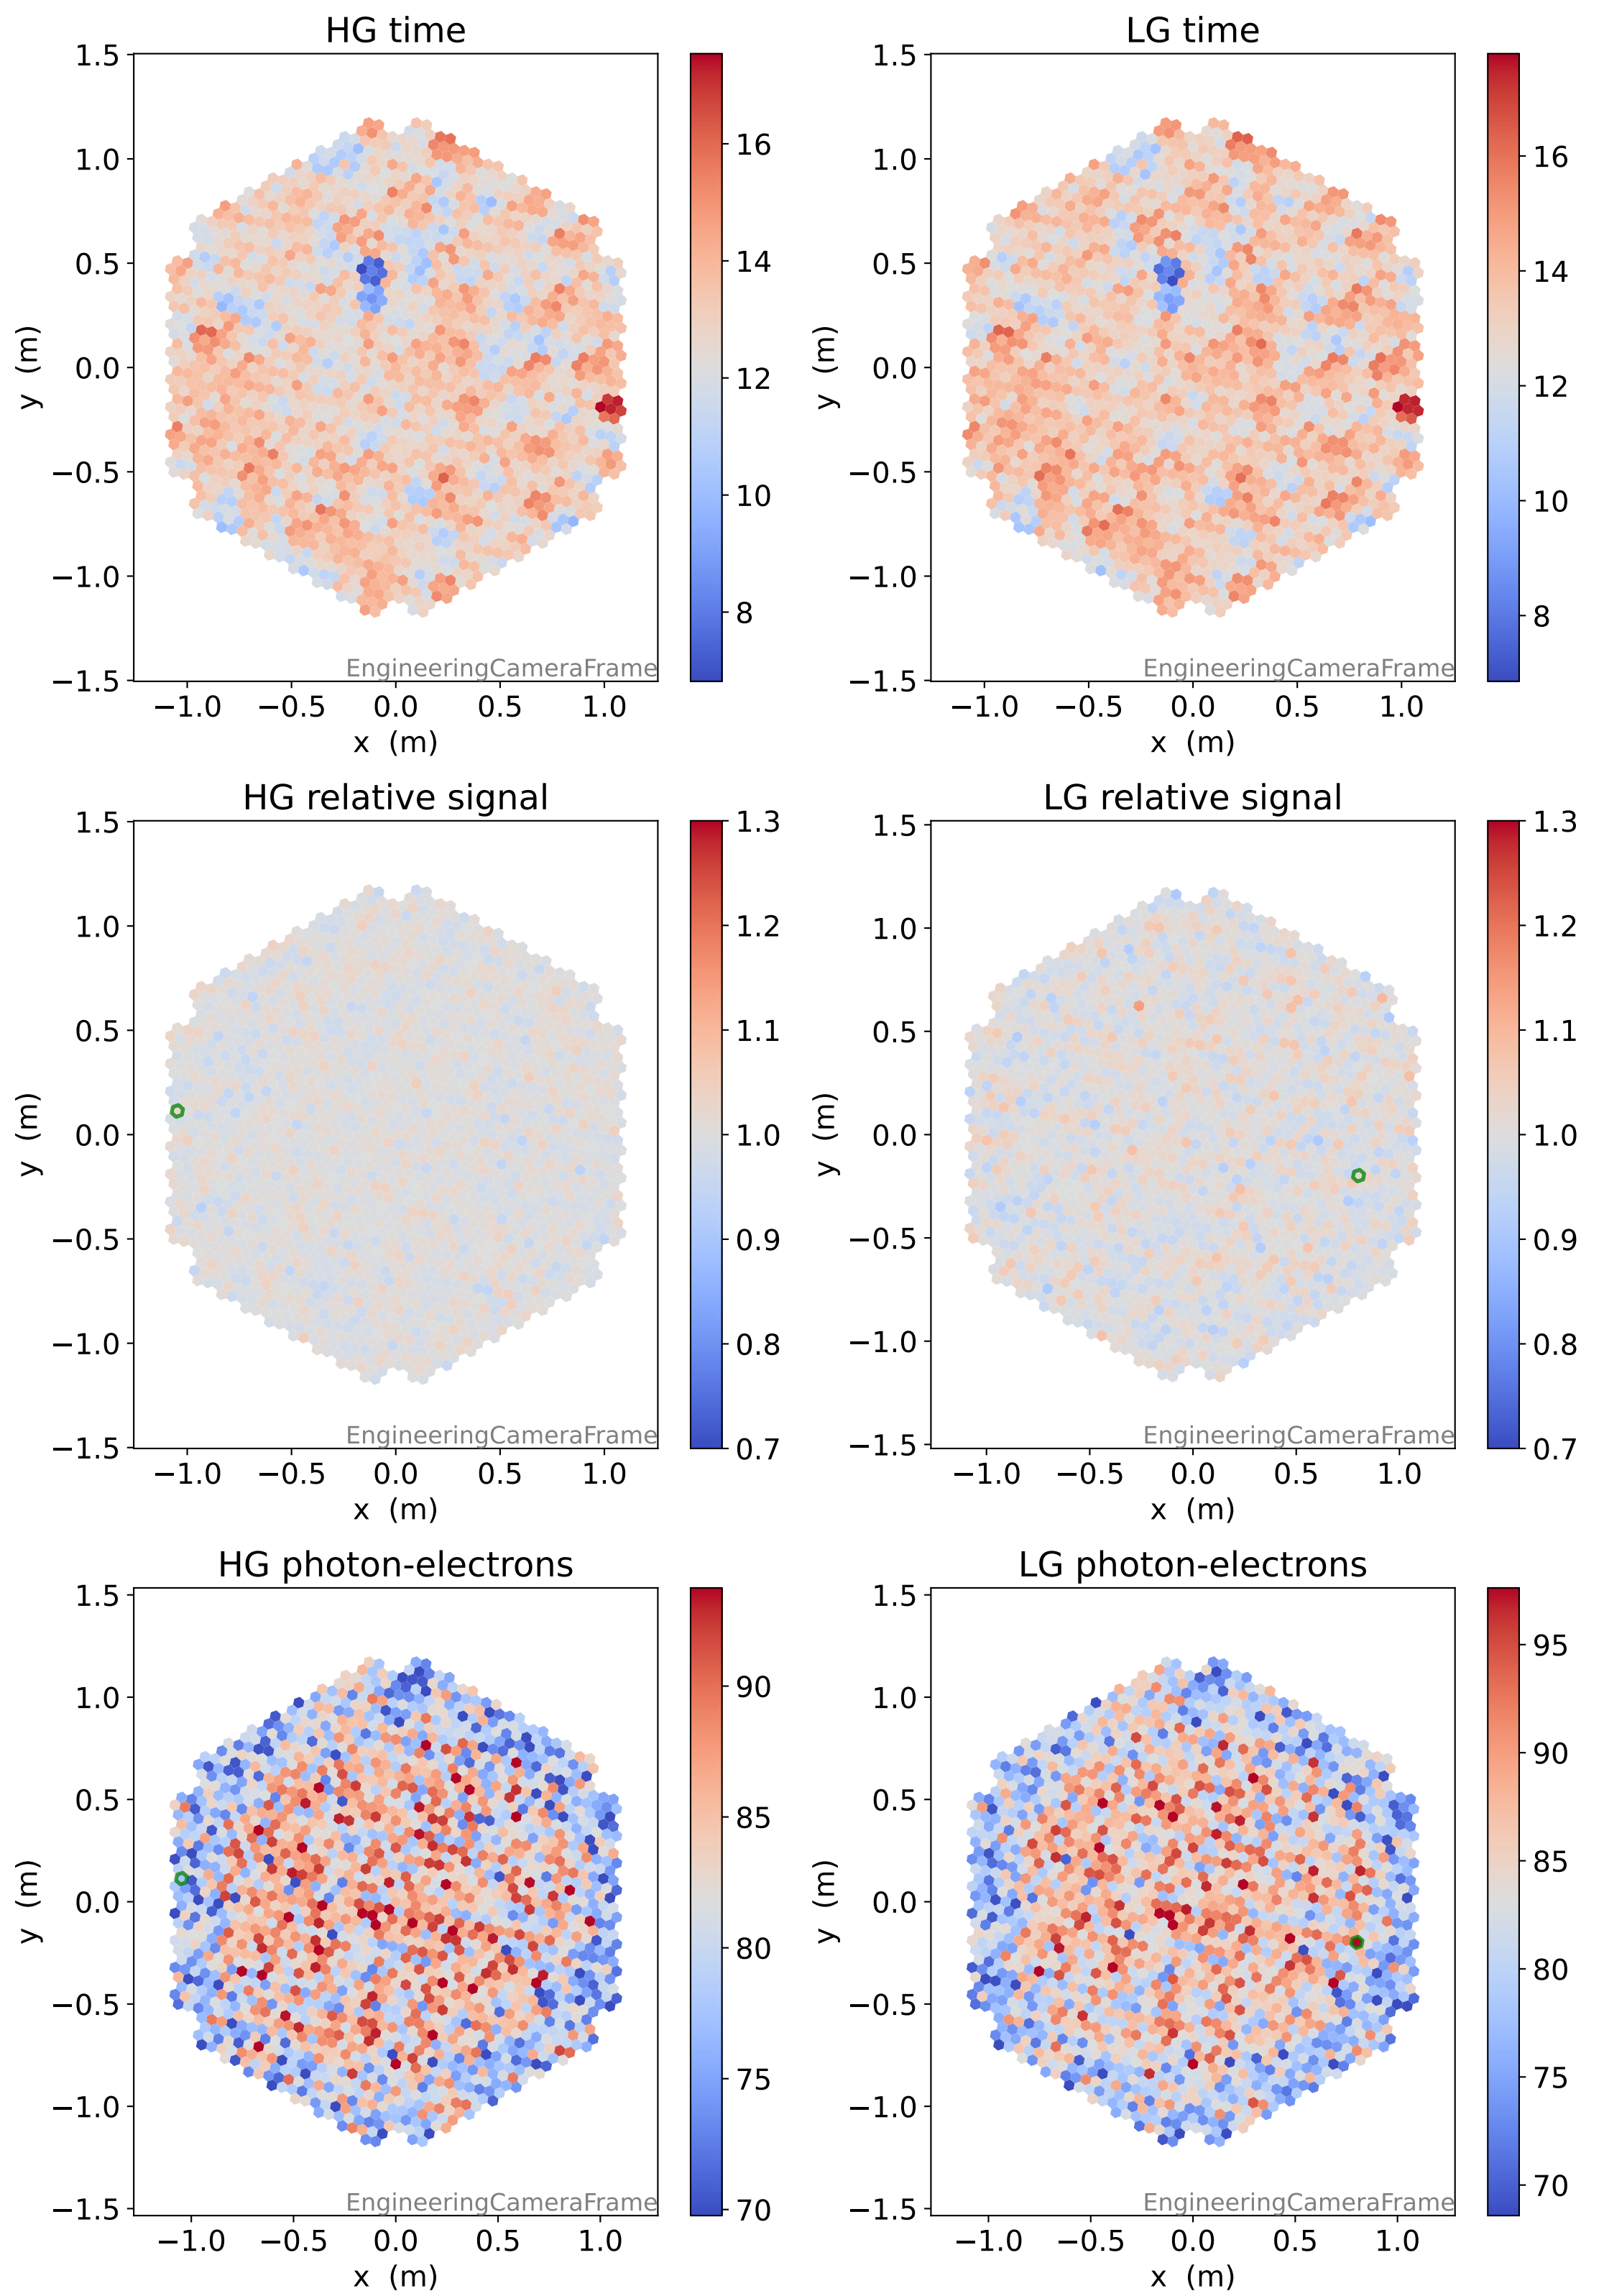 HG time
1.5
1.0
0.5
0.0
−0.5
−1.0
−1.5
y (m)
−1.0 −0.5 0.0 0.5 1.0
x (m)
EngineeringCameraFrame
16
14
12
10
8
LG time
1.5
1.0
0.5
0.0
−0.5
−1.0
−1.5
y (m)
−1.0 −0.5 0.0 0.5 1.0
x (m)
EngineeringCameraFrame
16
14
12
10
8
HG relative signal
1.5
1.0
0.5
0.0
−0.5
−1.0
−1.5
y (m)
−1.0 −0.5 0.0 0.5 1.0
x (m)
EngineeringCameraFrame
1.3
1.2
1.1
1.0
0.9
0.8
0.7
LG relative signal
1.5
1.0
0.5
0.0
−0.5
−1.0
−1.5
y (m)
−1.0 −0.5 0.0 0.5 1.0
x (m)
EngineeringCameraFrame
1.3
1.2
1.1
1.0
0.9
0.8
0.7
HG photon-electrons
1.5
1.0
0.5
0.0
−0.5
−1.0
−1.5
y (m)
−1.0 −0.5 0.0 0.5 1.0
x (m)
EngineeringCameraFrame
90
85
80
75
70
LG photon-electrons
1.5
1.0
0.5
0.0
−0.5
−1.0
−1.5
y (m)
−1.0 −0.5 0.0 0.5 1.0
x (m)
EngineeringCameraFrame
95
90
85
80
75
70